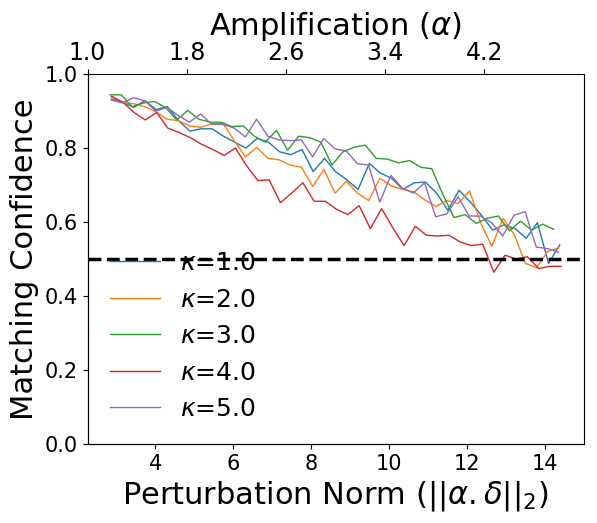 Amplification (α)
1.0 1.8 2.6 3.4 4.2
1.0
0.8
0.6
0.4
0.2
0.0
Matching Confidence
κ=1.0
κ=2.0
κ=3.0
κ=4.0
κ=5.0
4 6 8 10 12 14
Perturbation Norm (||α.δ||₂)